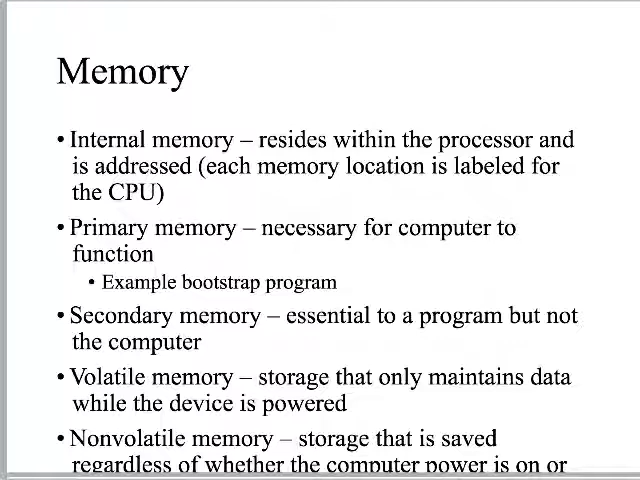 Memory
• Internal memory – resides within the processor and
is addressed (each memory location is labeled for
the CPU)
• Primary memory – necessary for computer to
function
• Example bootstrap program
• Secondary memory – essential to a program but not
the computer
• Volatile memory – storage that only maintains data
while the device is powered
• Nonvolatile memory – storage that is saved
regardless of whether the computer power is on or